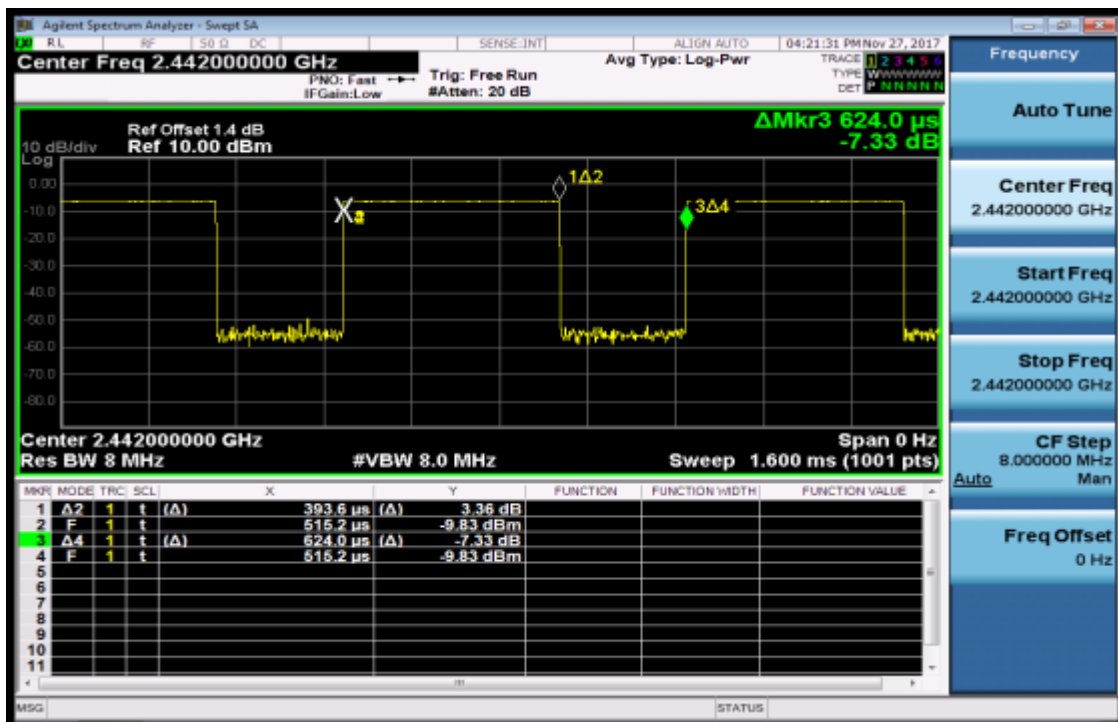 Agilent Spectrum Analyzer - Swept SA
RL RF 50 Ω DC SENSE:INT ALIGN AUTO 04:21:31 PM Nov 27, 2017
Center Freq 2.442000000 GHz
PNO: Fast
IFGain:Low
Trig: Free Run
#Atten: 20 dB
Avg Type: Log-Pwr
TRACE 1 2 3 4 5 6
TYPE W
DET P N N N N N
Ref Offset 1.4 dB
10 dB/div Ref 10.00 dBm
Log
ΔMkr3 624.0 µs
-7.33 dB
0.00
-10.0
-20.0
-30.0
-40.0
-50.0
-60.0
-70.0
-80.0
1Δ2
3Δ4
Center 2.442000000 GHz Span 0 Hz
Res BW 8 MHz #VBW 8.0 MHz Sweep 1.600 ms (1001 pts)
MKR MODE TRC SCL X Y FUNCTION FUNCTION WIDTH FUNCTION VALUE
1 Δ2 1 t (Δ) 393.6 µs (Δ) 3.36 dB
2 F 1 t 515.2 µs -9.83 dBm
3 Δ4 1 t (Δ) 624.0 µs (Δ) -7.33 dB
4 F 1 t 515.2 µs -9.83 dBm
5
6
7
8
9
10
11
MSG STATUS
Frequency
Auto Tune
Center Freq
2.442000000 GHz
Start Freq
2.442000000 GHz
Stop Freq
2.442000000 GHz
CF Step
8.000000 MHz
Auto Man
Freq Offset
0 Hz